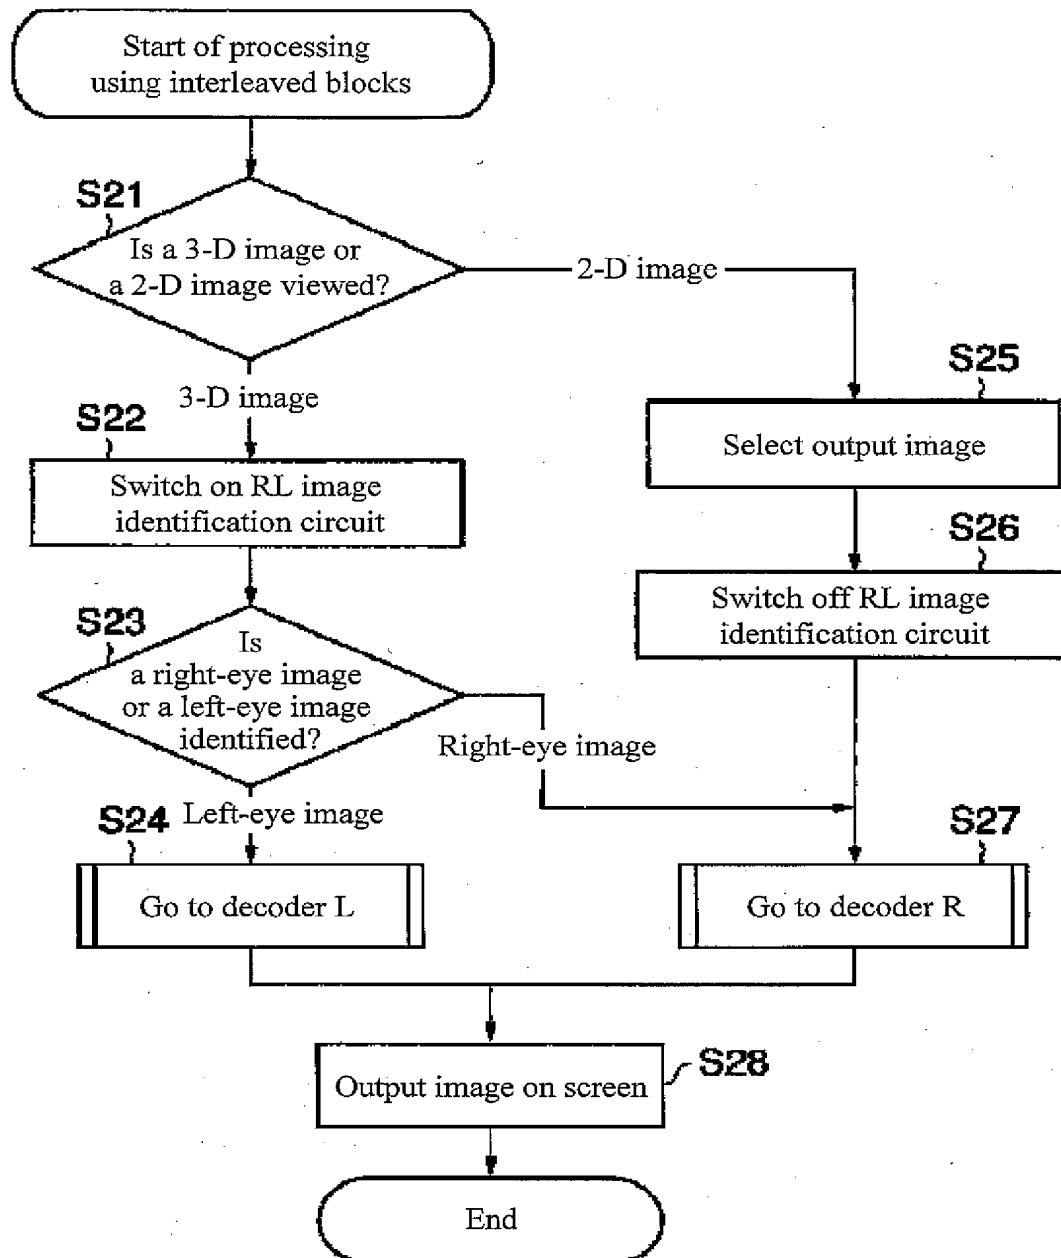 Start of processing
using interleaved blocks
S21
Is a 3-D image or
a 2-D image viewed?
2-D image
3-D image
S22
Switch on RL image
identification circuit
S25
Select output image
S26
Switch off RL image
identification circuit
S23
Is
a right-eye image
or a left-eye image
identified?
Right-eye image
Left-eye image
S24
Go to decoder L
S27
Go to decoder R
Output image on screen
S28
End